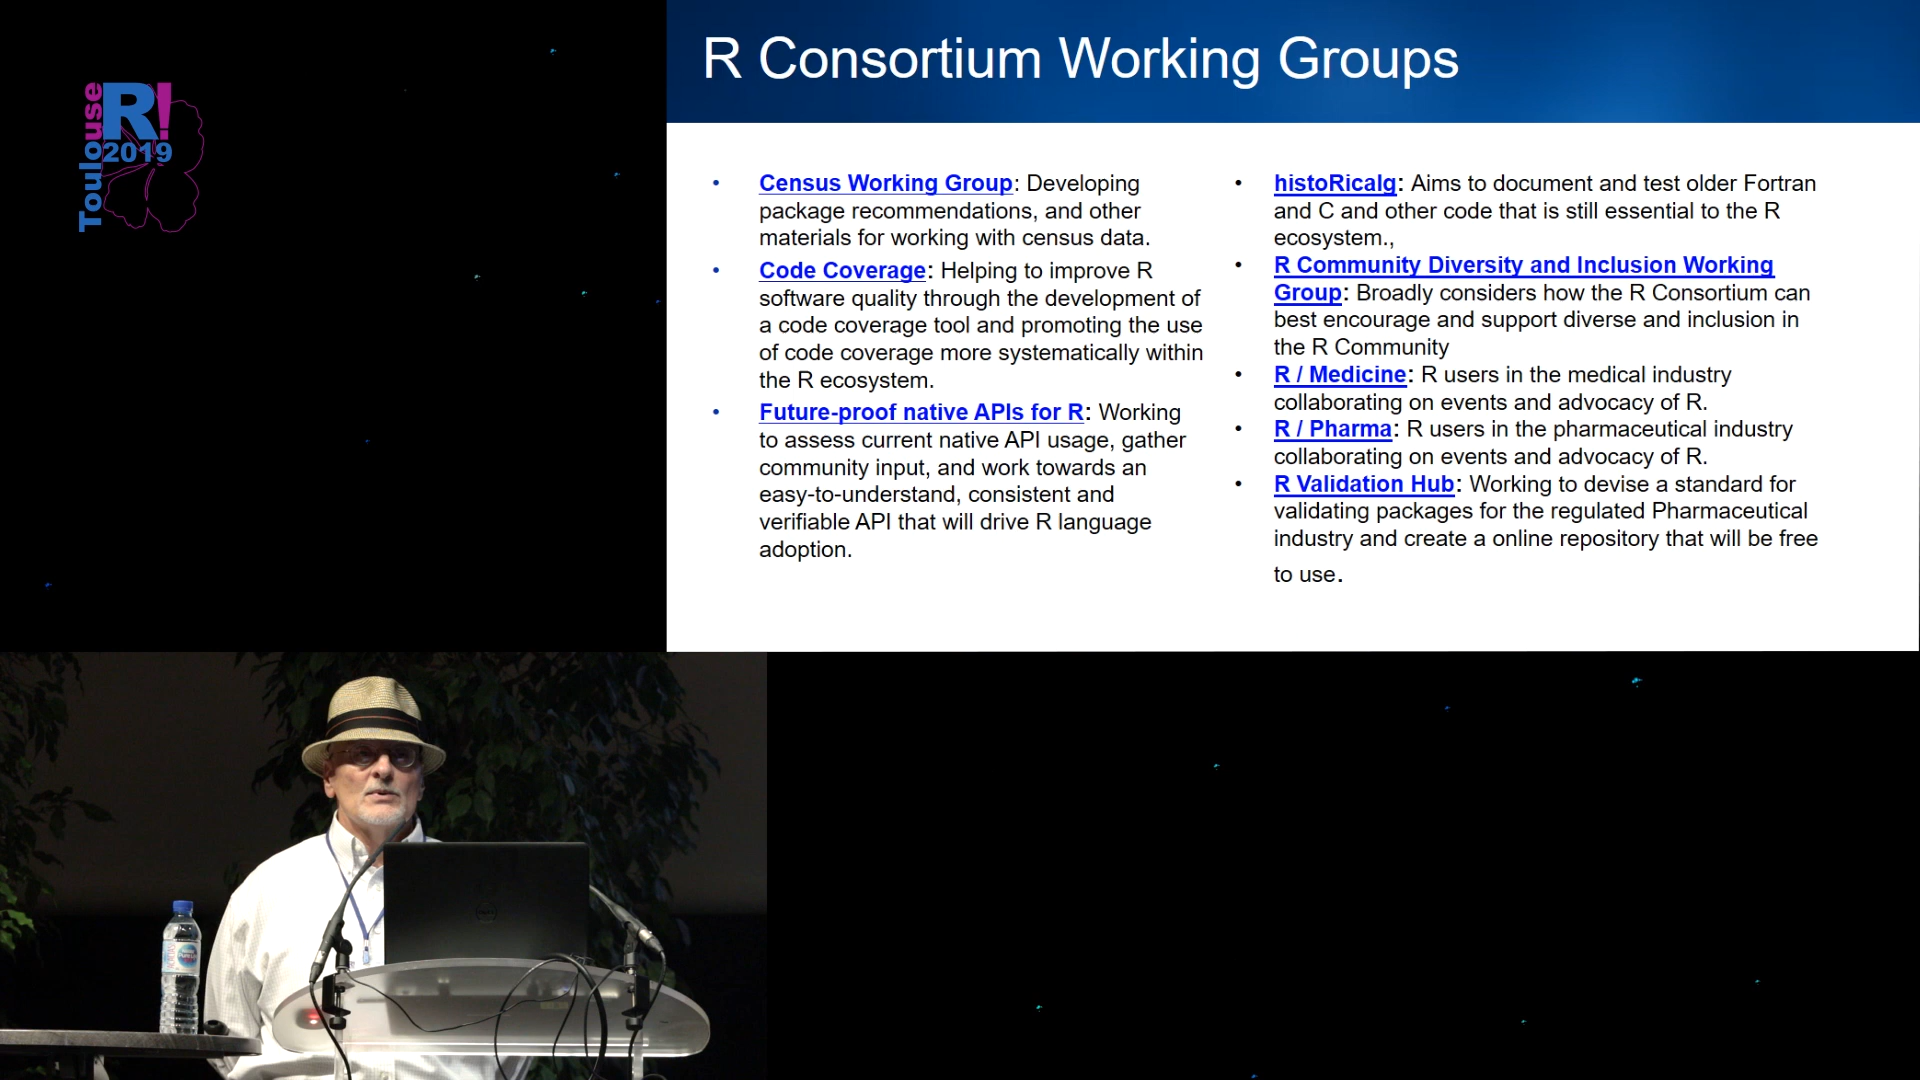 Toulouse
R!
2019
R Consortium Working Groups
• Census Working Group: Developing
package recommendations, and other
materials for working with census data.
• Code Coverage: Helping to improve R
software quality through the development of
a code coverage tool and promoting the use
of code coverage more systematically within
the R ecosystem.
• Future-proof native APIs for R: Working
to assess current native API usage, gather
community input, and work towards an
easy-to-understand, consistent and
verifiable API that will drive R language
adoption.
• histoRicalg: Aims to document and test older Fortran
and C and other code that is still essential to the R
ecosystem.,
• R Community Diversity and Inclusion Working
Group: Broadly considers how the R Consortium can
best encourage and support diverse and inclusion in
the R Community
• R / Medicine: R users in the medical industry
collaborating on events and advocacy of R.
• R / Pharma: R users in the pharmaceutical industry
collaborating on events and advocacy of R.
• R Validation Hub: Working to devise a standard for
validating packages for the regulated Pharmaceutical
industry and create a online repository that will be free
to use.